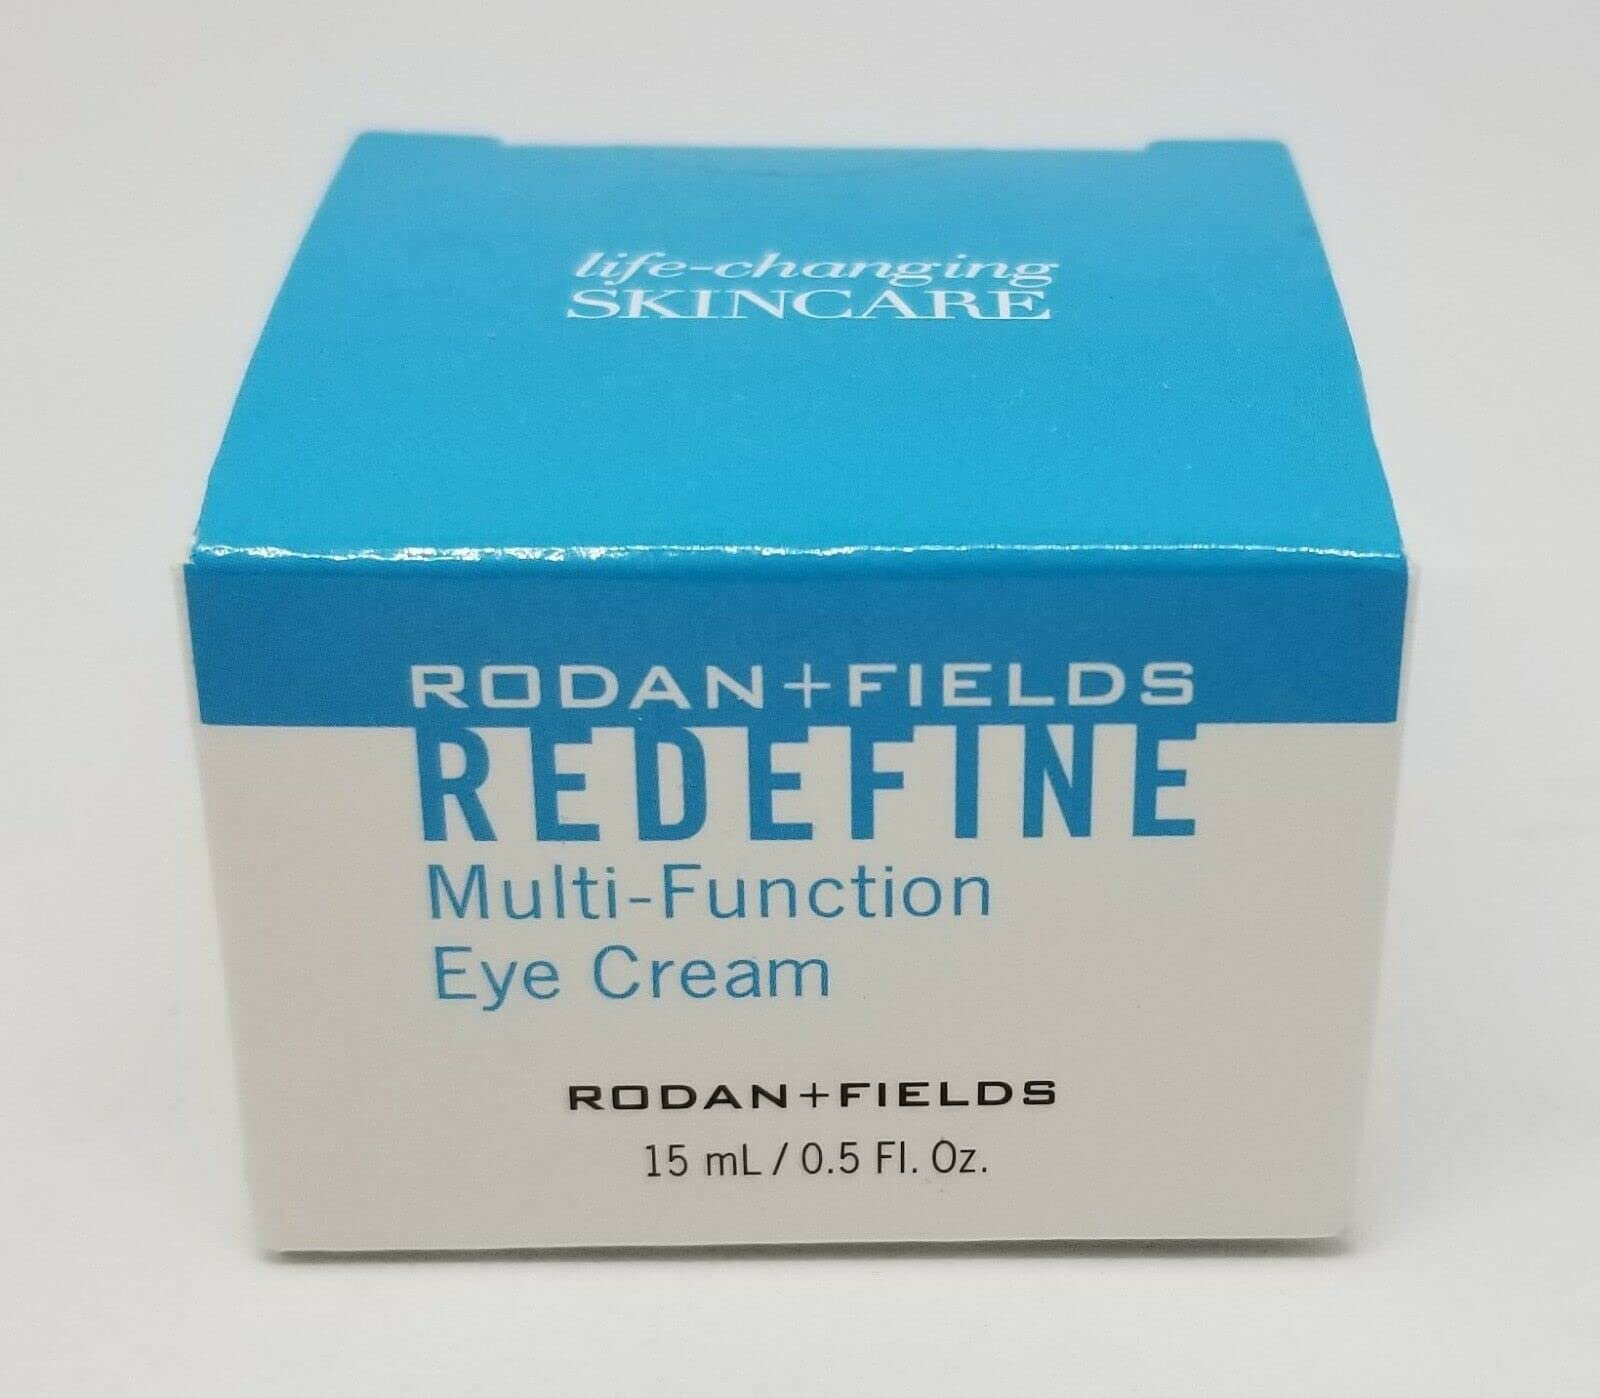 life-changing
SKINCARE
RODAN+FIELDS
REDEFINE
Multi-Function
Eye Cream
RODAN+FIELDS
15 mL / 0.5 Fl. Oz.